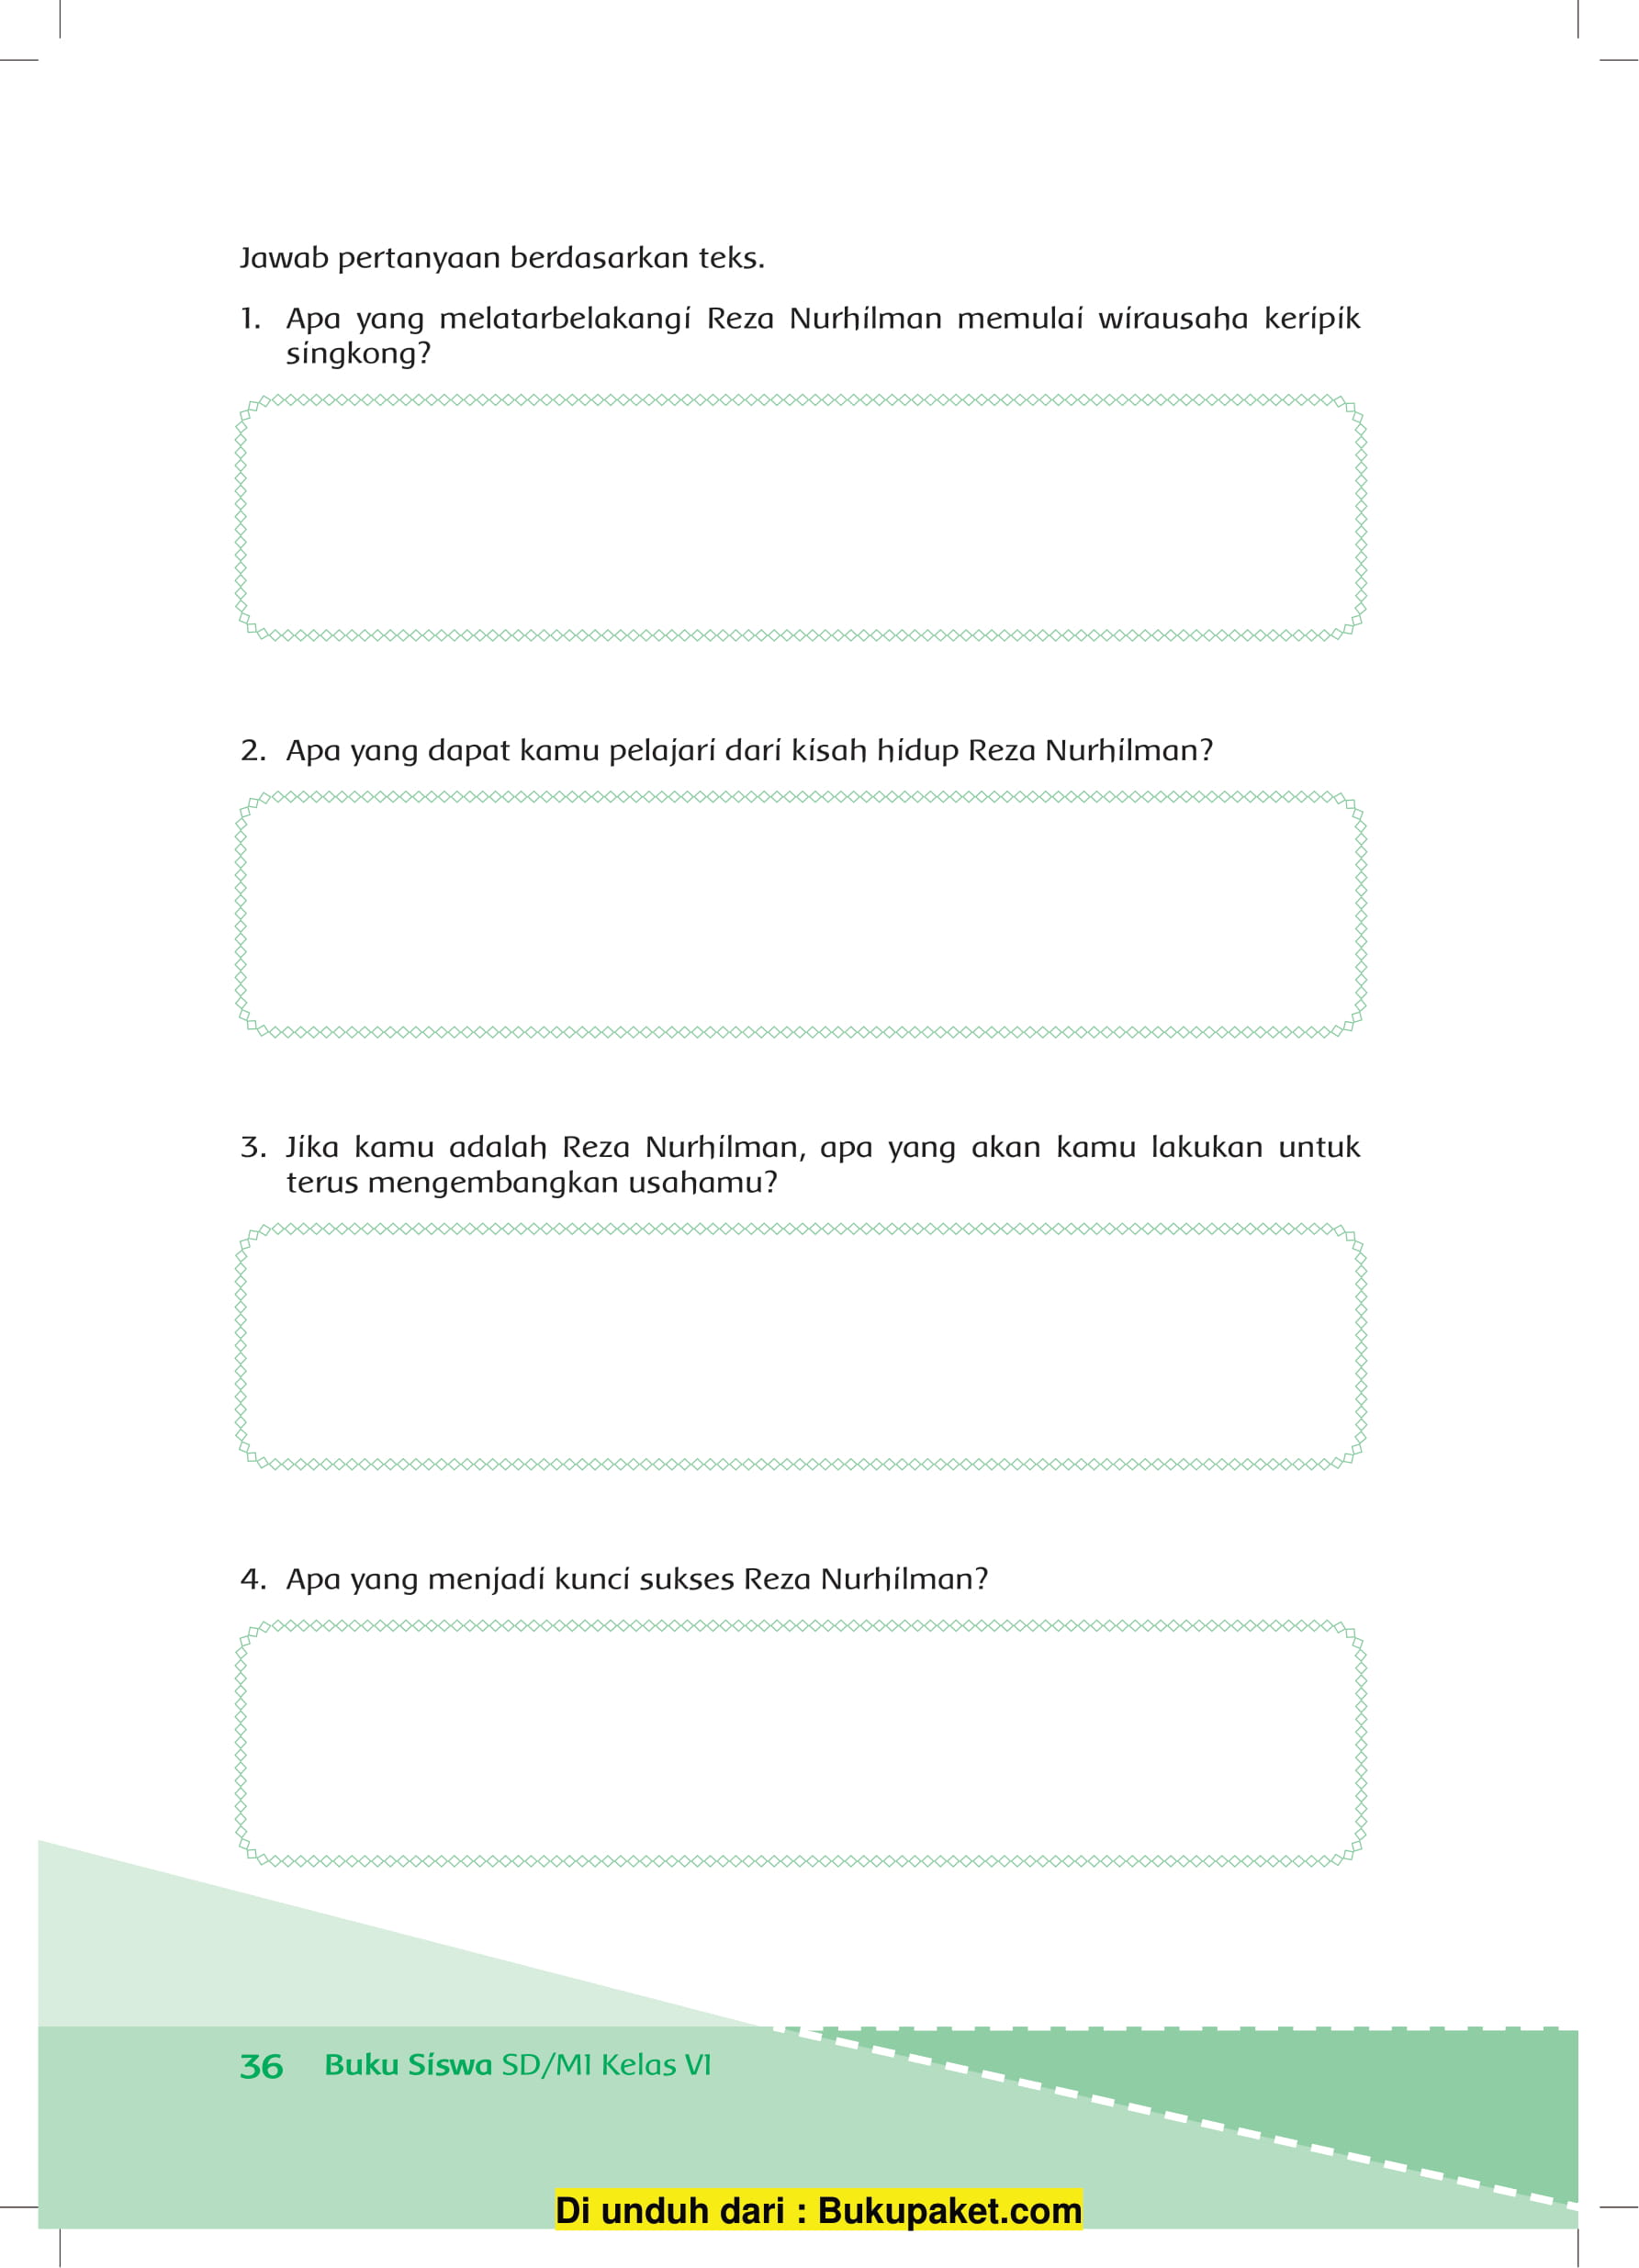 Jawab pertanyaan berdasarkan teks.
1. Apa yang melatarbelakangi Reza Nurhilman memulai wirausaha keripik
singkong?
2. Apa yang dapat kamu pelajari dari kisah hidup Reza Nurhilman?
3. Jika kamu adalah Reza Nurhilman, apa yang akan kamu lakukan untuk
terus mengembangkan usahamu?
4. Apa yang menjadi kunci sukses Reza Nurhilman?
36 Buku Siswa SD/MI Kelas VI
Di unduh dari : Bukupaket.com